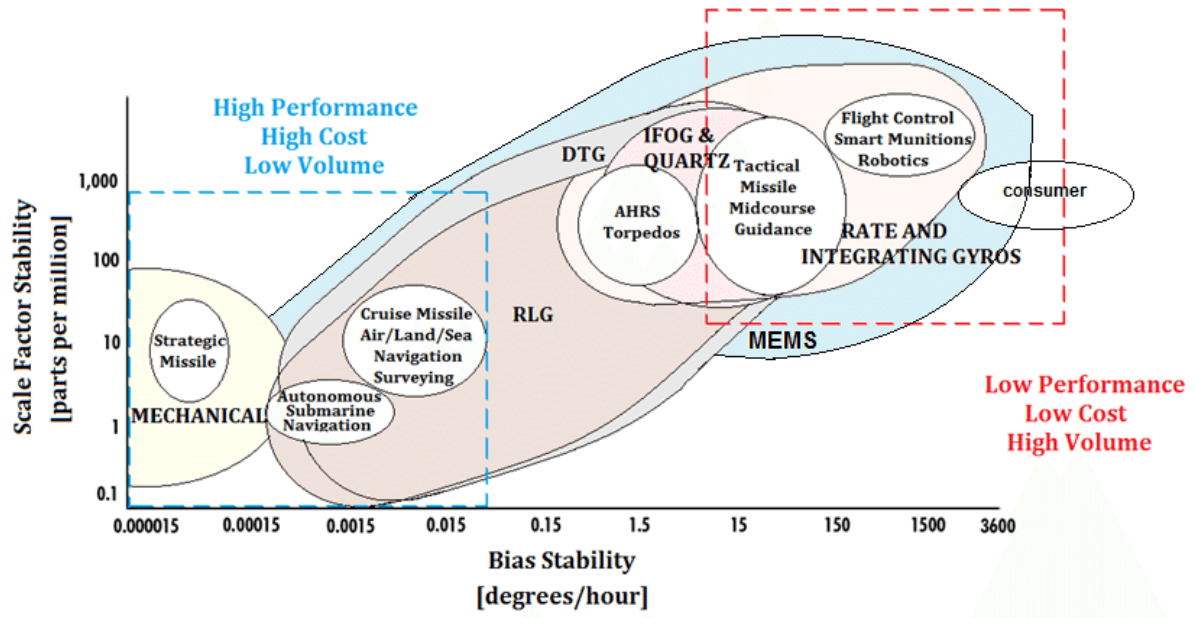 High Performance
High Cost
Low Volume
Scale Factor Stability
[parts per million]
1,000
100
10
1
0.1
DTG
IFOG &
QUARTZ
Flight Control
Smart Munitions
Robotics
Tactical
Missile
Midcourse
Guidance
consumer
AHRS
Torpedos
RATE AND
INTEGRATING GYROS
RLG
Cruise Missile
Air/Land/Sea
Navigation
Surveying
Strategic
Missile
MEMS
MECHANICAL
Autonomous
Submarine
Navigation
Low Performance
Low Cost
High Volume
0.000015
0.00015
0.0015
0.015
0.15
1.5
15
150
1500
3600
Bias Stability
[degrees/hour]